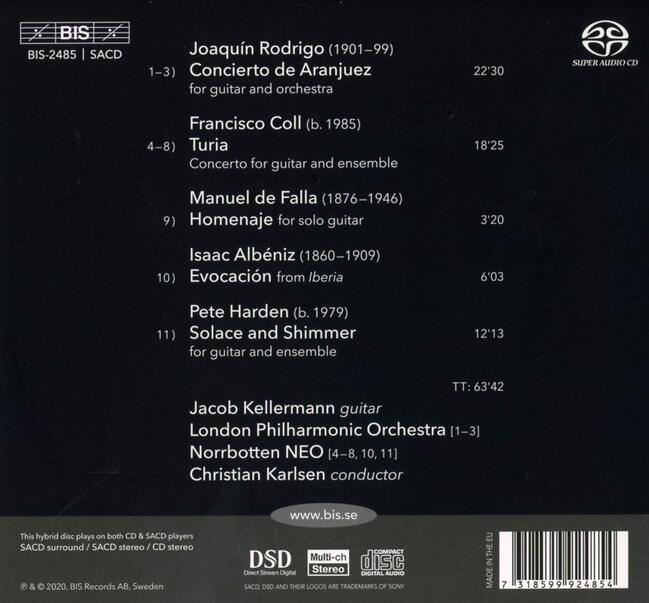 BIS
BIS-2485 | SACD
SUPER AUDIO CD
Joaquín Rodrigo (1901–99)
1–3) Concierto de Aranjuez 22'30
for guitar and orchestra
Francisco Coll (b. 1985)
4–8) Turia 18'25
Concerto for guitar and ensemble
Manuel de Falla (1876–1946)
9) Homenaje for solo guitar 3'20
Isaac Albéniz (1860–1909)
10) Evocación from Iberia 6'03
Pete Harden (b. 1979)
11) Solace and Shimmer 12'13
for guitar and ensemble
TT: 63'42
Jacob Kellermann guitar
London Philharmonic Orchestra [1–3]
Norrbotten NEO [4–8, 10, 11]
Christian Karlsen conductor
www.bis.se
This hybrid disc plays on both CD & SACD players
SACD surround / SACD stereo / CD stereo
℗ & © 2020, BIS Records AB, Sweden
DSD
Direct Stream Digital
Multi-ch
Stereo
COMPACT
disc
DIGITAL AUDIO
SACD, DSD AND THEIR LOGOS ARE TRADEMARKS OF SONY
MADE IN THE EU
7 318599 924854